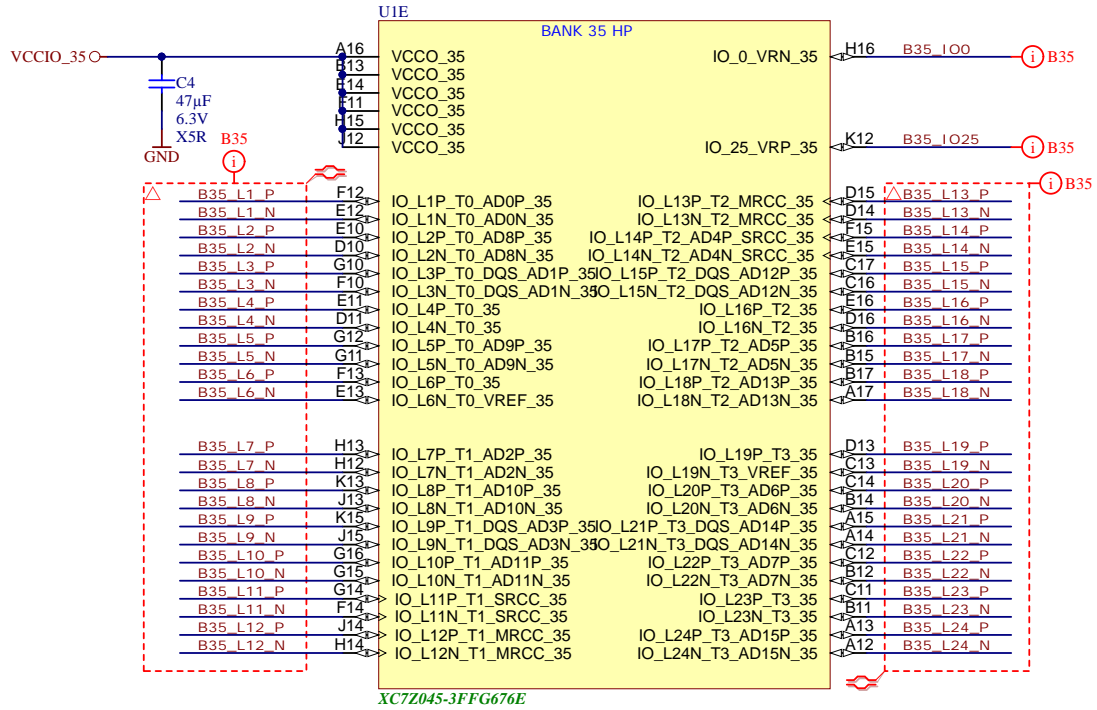 U1E
BANK 35 HP
VCCIO_35
A16 VCCO_35 IO_0_VRN_35 H16 B35_IO0 i B35
B13 VCCO_35
E14 VCCO_35
F11 VCCO_35
H15 VCCO_35
J12 VCCO_35 IO_25_VRP_35 K12 B35_IO25 i B35
C4
47µF
6.3V
X5R
GND
B35
i
i B35
B35_L1_P F12 IO_L1P_T0_AD0P_35 IO_L13P_T2_MRCC_35 D15 B35_L13_P
B35_L1_N E12 IO_L1N_T0_AD0N_35 IO_L13N_T2_MRCC_35 D14 B35_L13_N
B35_L2_P E10 IO_L2P_T0_AD8P_35 IO_L14P_T2_AD4P_SRCC_35 F15 B35_L14_P
B35_L2_N D10 IO_L2N_T0_AD8N_35 IO_L14N_T2_AD4N_SRCC_35 E15 B35_L14_N
B35_L3_P G10 IO_L3P_T0_DQS_AD1P_35 IO_L15P_T2_DQS_AD12P_35 C17 B35_L15_P
B35_L3_N F10 IO_L3N_T0_DQS_AD1N_35 IO_L15N_T2_DQS_AD12N_35 C16 B35_L15_N
B35_L4_P E11 IO_L4P_T0_35 IO_L16P_T2_35 E16 B35_L16_P
B35_L4_N D11 IO_L4N_T0_35 IO_L16N_T2_35 D16 B35_L16_N
B35_L5_P G12 IO_L5P_T0_AD9P_35 IO_L17P_T2_AD5P_35 B16 B35_L17_P
B35_L5_N G11 IO_L5N_T0_AD9N_35 IO_L17N_T2_AD5N_35 B15 B35_L17_N
B35_L6_P F13 IO_L6P_T0_35 IO_L18P_T2_AD13P_35 B17 B35_L18_P
B35_L6_N E13 IO_L6N_T0_VREF_35 IO_L18N_T2_AD13N_35 A17 B35_L18_N
B35_L7_P H13 IO_L7P_T1_AD2P_35 IO_L19P_T3_35 D13 B35_L19_P
B35_L7_N H12 IO_L7N_T1_AD2N_35 IO_L19N_T3_VREF_35 C13 B35_L19_N
B35_L8_P K13 IO_L8P_T1_AD10P_35 IO_L20P_T3_AD6P_35 C14 B35_L20_P
B35_L8_N J13 IO_L8N_T1_AD10N_35 IO_L20N_T3_AD6N_35 B14 B35_L20_N
B35_L9_P K15 IO_L9P_T1_DQS_AD3P_35 IO_L21P_T3_DQS_AD14P_35 A15 B35_L21_P
B35_L9_N J15 IO_L9N_T1_DQS_AD3N_35 IO_L21N_T3_DQS_AD14N_35 A14 B35_L21_N
B35_L10_P G16 IO_L10P_T1_AD11P_35 IO_L22P_T3_AD7P_35 C12 B35_L22_P
B35_L10_N G15 IO_L10N_T1_AD11N_35 IO_L22N_T3_AD7N_35 B12 B35_L22_N
B35_L11_P G14 IO_L11P_T1_SRCC_35 IO_L23P_T3_35 C11 B35_L23_P
B35_L11_N F14 IO_L11N_T1_SRCC_35 IO_L23N_T3_35 B11 B35_L23_N
B35_L12_P J14 IO_L12P_T1_MRCC_35 IO_L24P_T3_AD15P_35 A13 B35_L24_P
B35_L12_N H14 IO_L12N_T1_MRCC_35 IO_L24N_T3_AD15N_35 A12 B35_L24_N
XC7Z045-3FFG676E